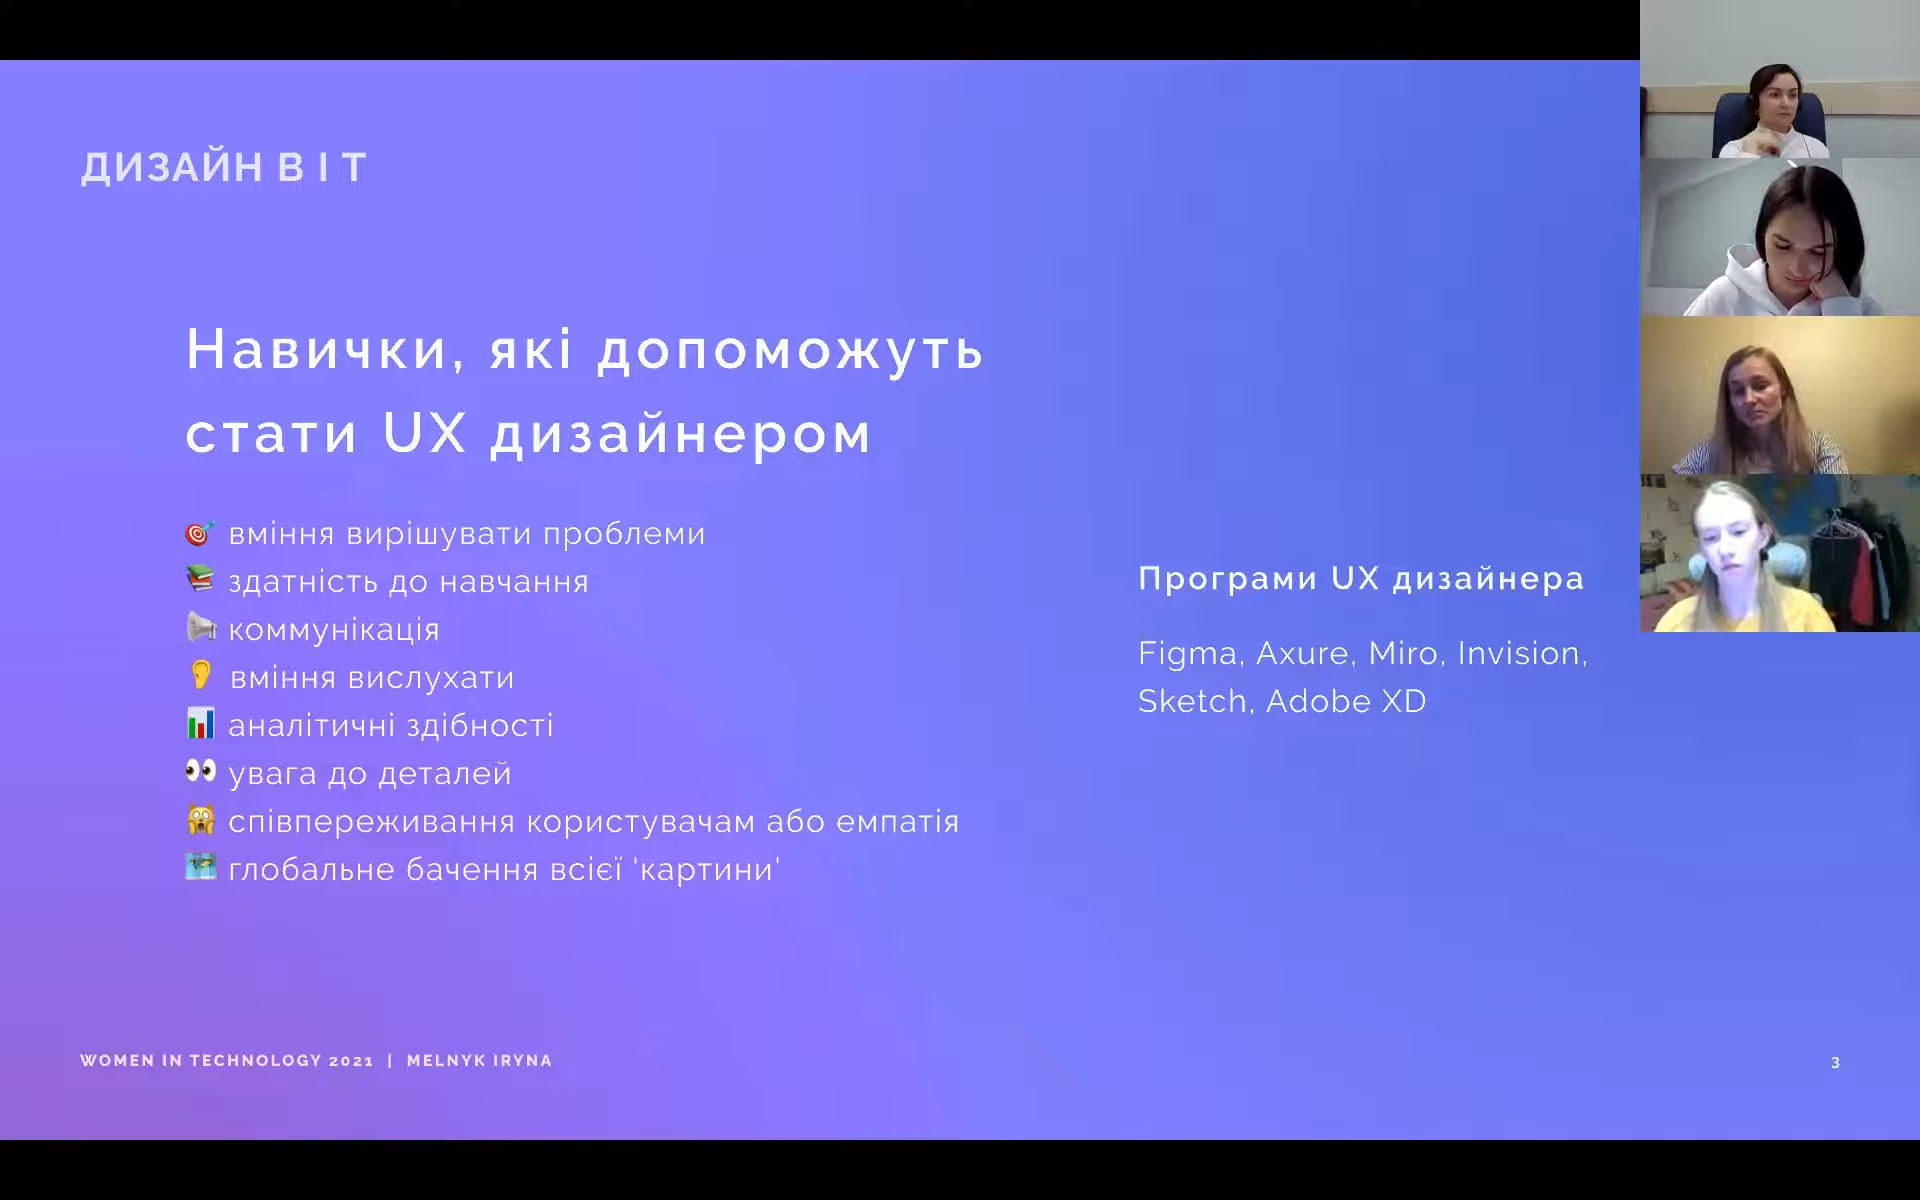 ДИЗАЙН В І Т
Навички, які допоможуть
стати UX дизайнером
🎯 вміння вирішувати проблеми
📚 здатність до навчання
📢 коммунікація
👂 вміння вислухати
📊 аналітичні здібності
👀 увага до деталей
🙀 співпереживання користувачам або емпатія
🗺️ глобальне бачення всієї 'картини'
Програми UX дизайнера
Figma, Axure, Miro, Invision,
Sketch, Adobe XD
WOMEN IN TECHNOLOGY 2021 | MELNYK IRYNA
3